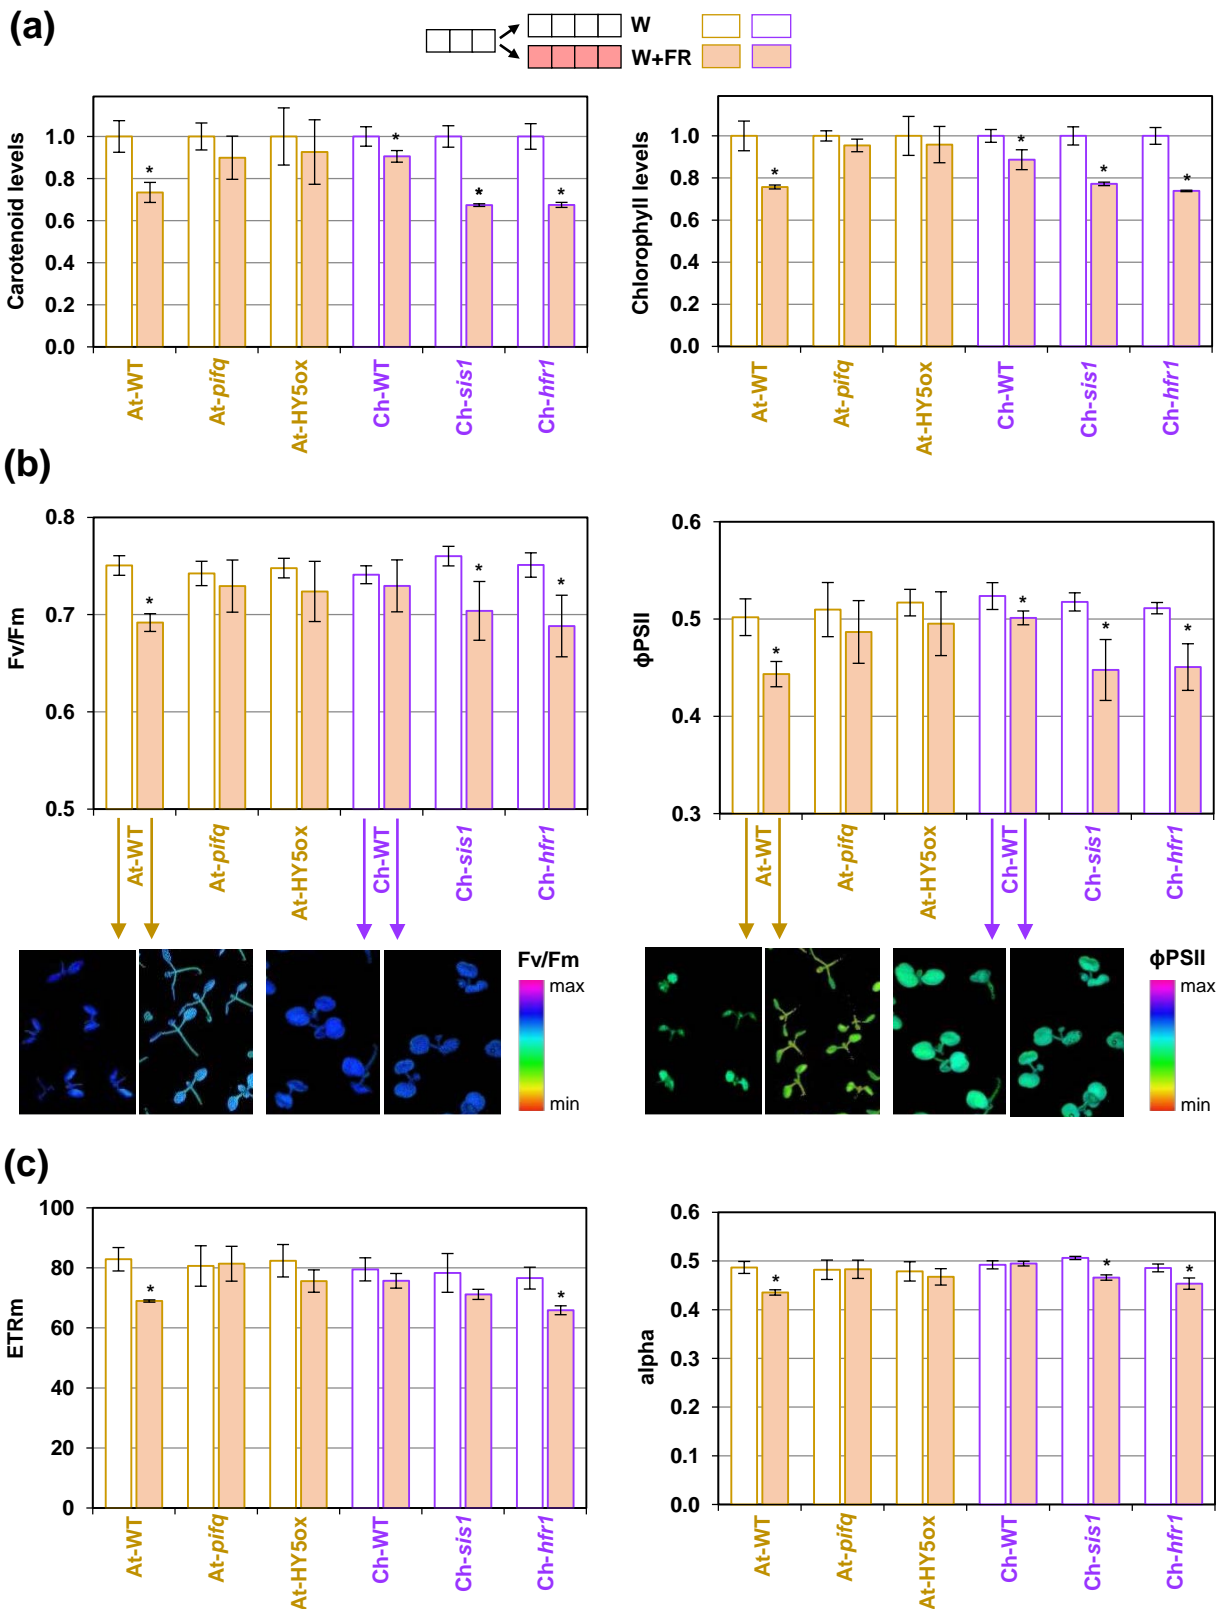 (a)
W
W+FR
Carotenoid levels
1.0
0.8
0.6
0.4
0.2
0.0
*
*
*
*
At-WT
At-pifq
At-HY5ox
Ch-WT
Ch-sis1
Ch-hfr1
Chlorophyll levels
1.0
0.8
0.6
0.4
0.2
0.0
*
*
*
*
At-WT
At-pifq
At-HY5ox
Ch-WT
Ch-sis1
Ch-hfr1
(b)
Fv/Fm
0.8
0.7
0.6
0.5
*
*
*
At-WT
At-pifq
At-HY5ox
Ch-WT
Ch-sis1
Ch-hfr1
ϕPSII
0.6
0.5
0.4
0.3
*
*
*
*
At-WT
At-pifq
At-HY5ox
Ch-WT
Ch-sis1
Ch-hfr1
Fv/Fm
max
min
ϕPSII
max
min
(c)
ETRm
100
80
60
40
20
0
*
*
At-WT
At-pifq
At-HY5ox
Ch-WT
Ch-sis1
Ch-hfr1
alpha
0.6
0.5
0.4
0.3
0.2
0.1
0.0
*
*
*
At-WT
At-pifq
At-HY5ox
Ch-WT
Ch-sis1
Ch-hfr1